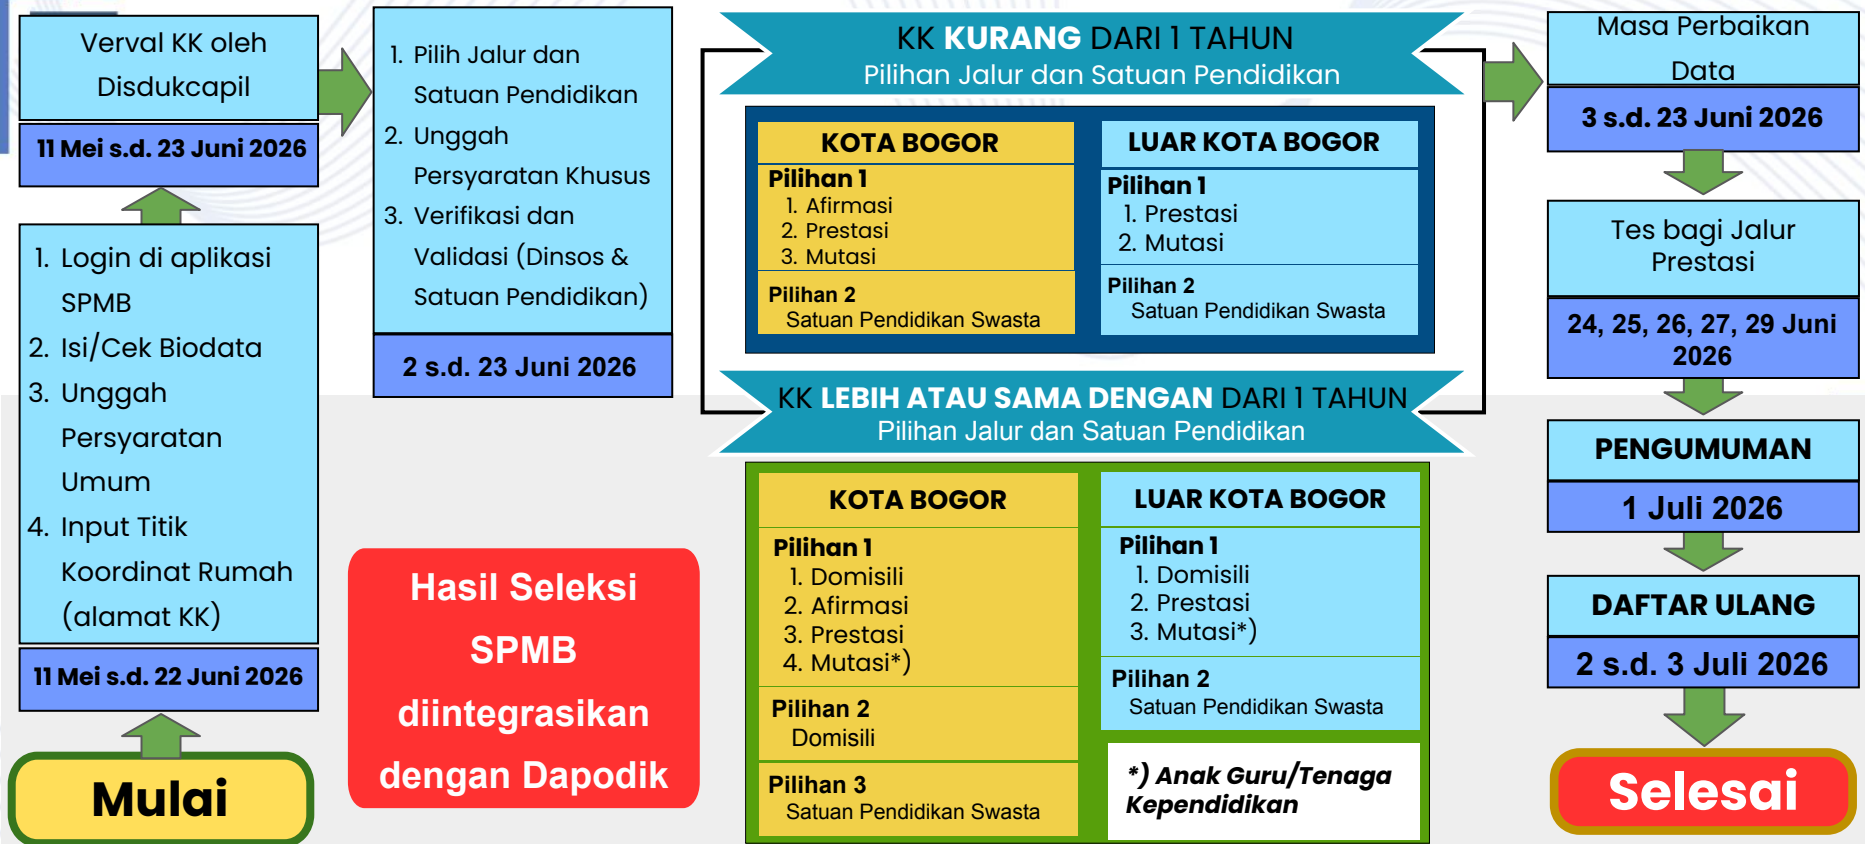 Verval KK oleh
Disdukcapil
11 Mei s.d. 23 Juni 2026
1. Login di aplikasi
SPMB
2. Isi/Cek Biodata
3. Unggah
Persyaratan
Umum
4. Input Titik
Koordinat Rumah
(alamat KK)
11 Mei s.d. 22 Juni 2026
Mulai
1. Pilih Jalur dan
Satuan Pendidikan
2. Unggah
Persyaratan Khusus
3. Verifikasi dan
Validasi (Dinsos &
Satuan Pendidikan)
2 s.d. 23 Juni 2026
Hasil Seleksi
SPMB
diintegrasikan
dengan Dapodik
KK KURANG DARI 1 TAHUN
Pilihan Jalur dan Satuan Pendidikan
KOTA BOGOR
Pilihan 1
1. Afirmasi
2. Prestasi
3. Mutasi
Pilihan 2
Satuan Pendidikan Swasta
LUAR KOTA BOGOR
Pilihan 1
1. Prestasi
2. Mutasi
Pilihan 2
Satuan Pendidikan Swasta
KK LEBIH ATAU SAMA DENGAN DARI 1 TAHUN
Pilihan Jalur dan Satuan Pendidikan
KOTA BOGOR
Pilihan 1
1. Domisili
2. Afirmasi
3. Prestasi
4. Mutasi*)
Pilihan 2
Domisili
Pilihan 3
Satuan Pendidikan Swasta
LUAR KOTA BOGOR
Pilihan 1
1. Domisili
2. Prestasi
3. Mutasi*)
Pilihan 2
Satuan Pendidikan Swasta
*) Anak Guru/Tenaga
Kependidikan
Masa Perbaikan
Data
3 s.d. 23 Juni 2026
Tes bagi Jalur
Prestasi
24, 25, 26, 27, 29 Juni
2026
PENGUMUMAN
1 Juli 2026
DAFTAR ULANG
2 s.d. 3 Juli 2026
Selesai